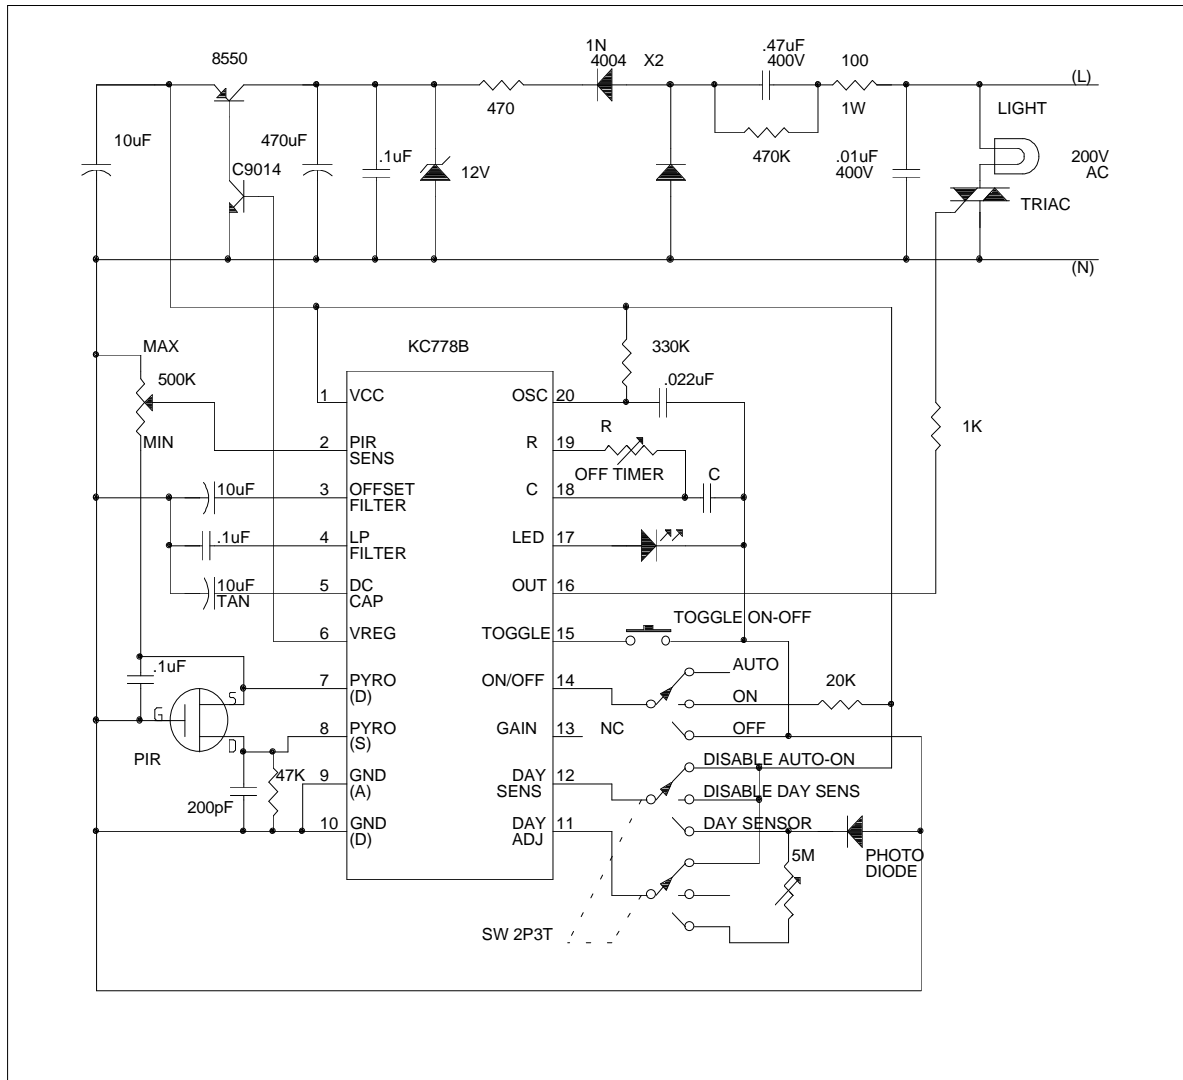 8550
1N
4004
X2
.47uF
400V
100
1W
(L)
LIGHT
10uF
470uF
.1uF
12V
470
470K
.01uF
400V
200V
AC
C9014
TRIAC
(N)
MAX
500K
MIN
KC778B
330K
.022uF
1 VCC
OSC 20
2 PIR
SENS
R 19
R
OFF TIMER
1K
10uF
3 OFFSET
FILTER
C 18
C
.1uF
4 LP
FILTER
LED 17
10uF
TAN
5 DC
CAP
OUT 16
6 VREG
TOGGLE 15
TOGGLE ON-OFF
.1uF
7 PYRO
(D)
ON/OFF 14
AUTO
ON
20K
S
G
D
PIR
8 PYRO
(S)
GAIN 13 NC
OFF
47K
200pF
9 GND
(A)
DAY
SENS
12
DISABLE AUTO-ON
DISABLE DAY SENS
10 GND
(D)
DAY
ADJ
11
DAY SENSOR
5M
PHOTO
DIODE
SW 2P3T